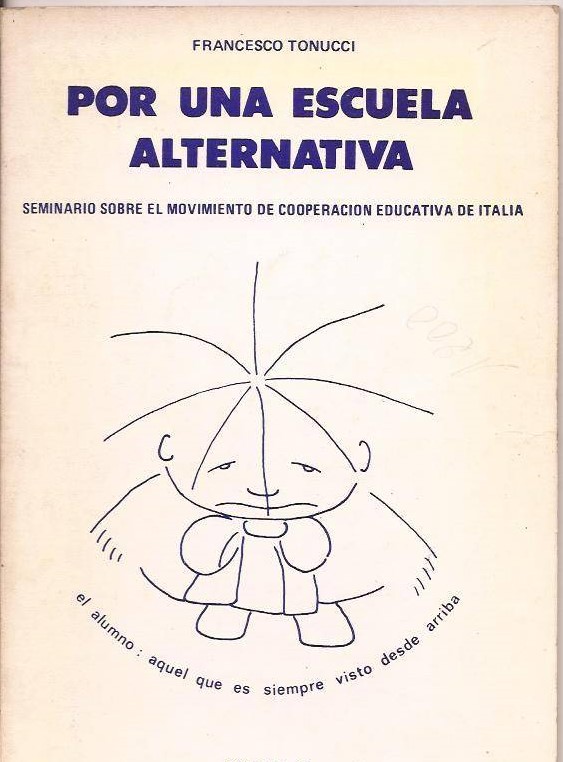 FRANCESCO TONUCCI
POR UNA ESCUELA
ALTERNATIVA
SEMINARIO SOBRE EL MOVIMIENTO DE COOPERACION EDUCATIVA DE ITALIA
el alumno: aquel que es siempre visto desde arriba